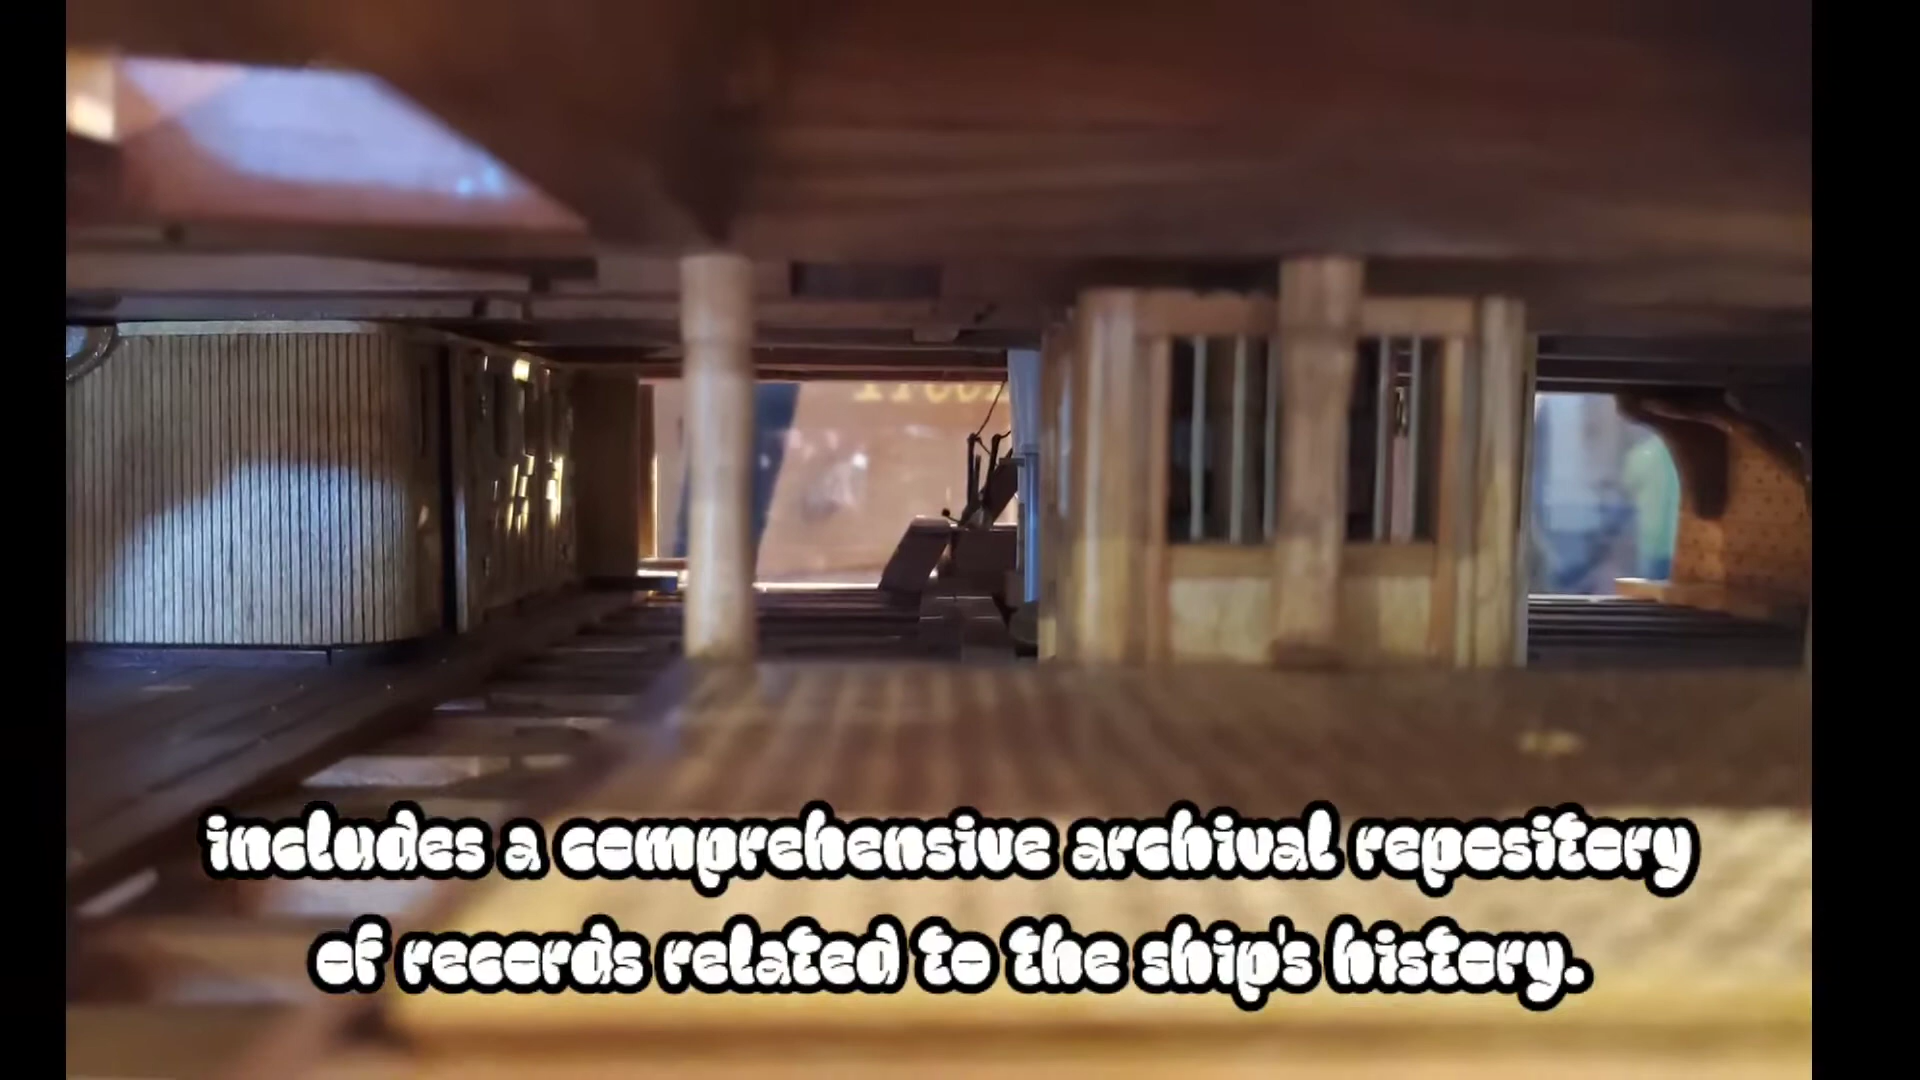 includes a comprehensive archival repository
of records related to the ship's history.